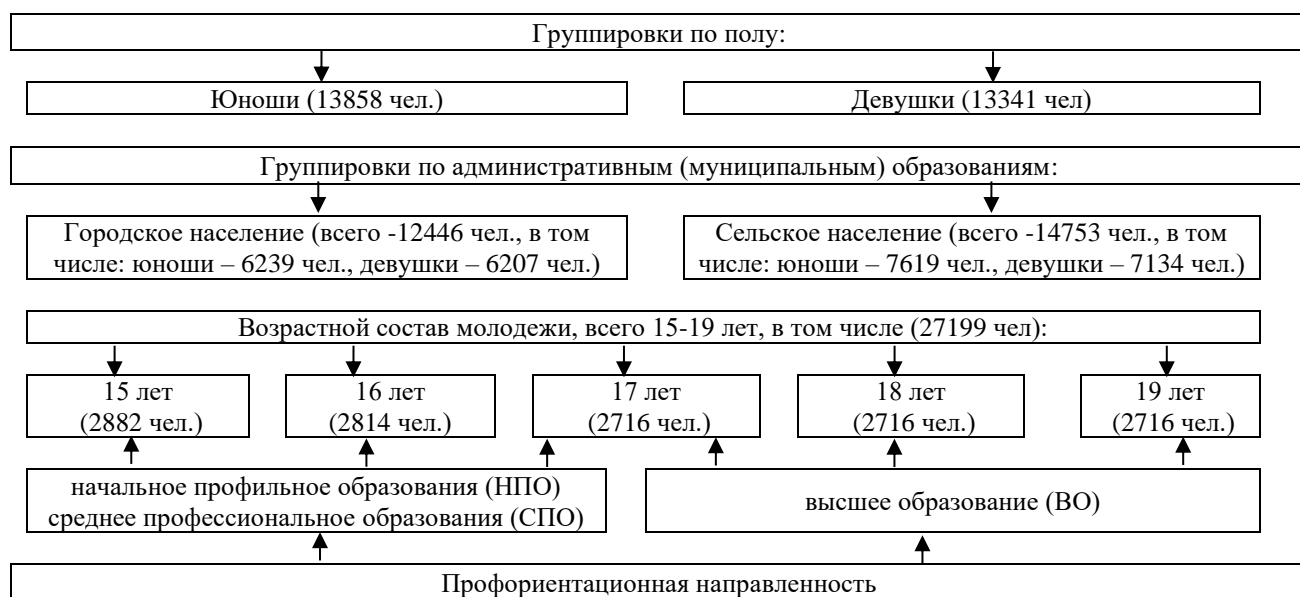 Группировки по полу:
Юноши (13858 чел.)
Девушки (13341 чел)
Группировки по административным (муниципальным) образованиям:
Городское население (всего -12446 чел., в том
числе: юноши – 6239 чел., девушки – 6207 чел.)
Сельское население (всего -14753 чел., в том
числе: юноши – 7619 чел., девушки – 7134 чел.)
Возрастной состав молодежи, всего 15-19 лет, в том числе (27199 чел):
15 лет
(2882 чел.)
16 лет
(2814 чел.)
17 лет
(2716 чел.)
18 лет
(2716 чел.)
19 лет
(2716 чел.)
начальное профильное образования (НПО)
среднее профессиональное образования (СПО)
высшее образование (ВО)
Профориентационная направленность